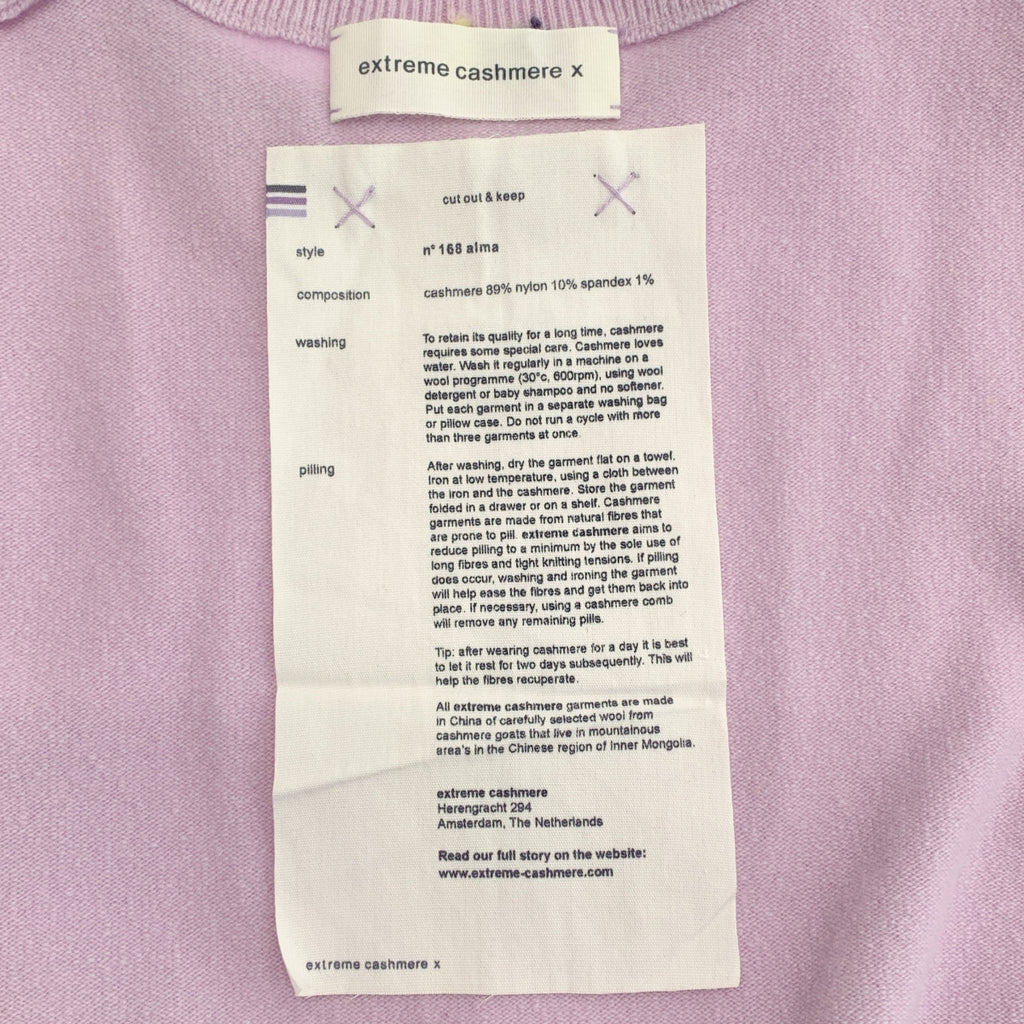 extreme cashmere x
cut out & keep
style
n° 168 alma
composition
cashmere 89% nylon 10% spandex 1%
washing
To retain its quality for a long time, cashmere
requires some special care. Cashmere loves
water. Wash it regularly in a machine on a
wool programme (30°c, 600rpm), using wool
detergent or baby shampoo and no softener.
Put each garment in a separate washing bag
or pillow case. Do not run a cycle with more
than three garments at once.
pilling
After washing, dry the garment flat on a towel.
Iron at low temperature, using a cloth between
the iron and the cashmere. Store the garment
folded in a drawer or on a shelf. Cashmere
garments are made from natural fibres that
are prone to pill. extreme cashmere aims to
reduce pilling to a minimum by the sole use of
long fibres and tight knitting tensions. If pilling
does occur, washing and ironing the garment
will help ease the fibres and get them back into
place. If necessary, using a cashmere comb
will remove any remaining pills.
Tip: after wearing cashmere for a day it is best
to let it rest for two days subsequently. This will
help the fibres recuperate.
All extreme cashmere garments are made
in China of carefully selected wool from
cashmere goats that live in mountainous
area's in the Chinese region of Inner Mongolia.
extreme cashmere
Herengracht 294
Amsterdam, The Netherlands
Read our full story on the website:
www.extreme-cashmere.com
extreme cashmere x